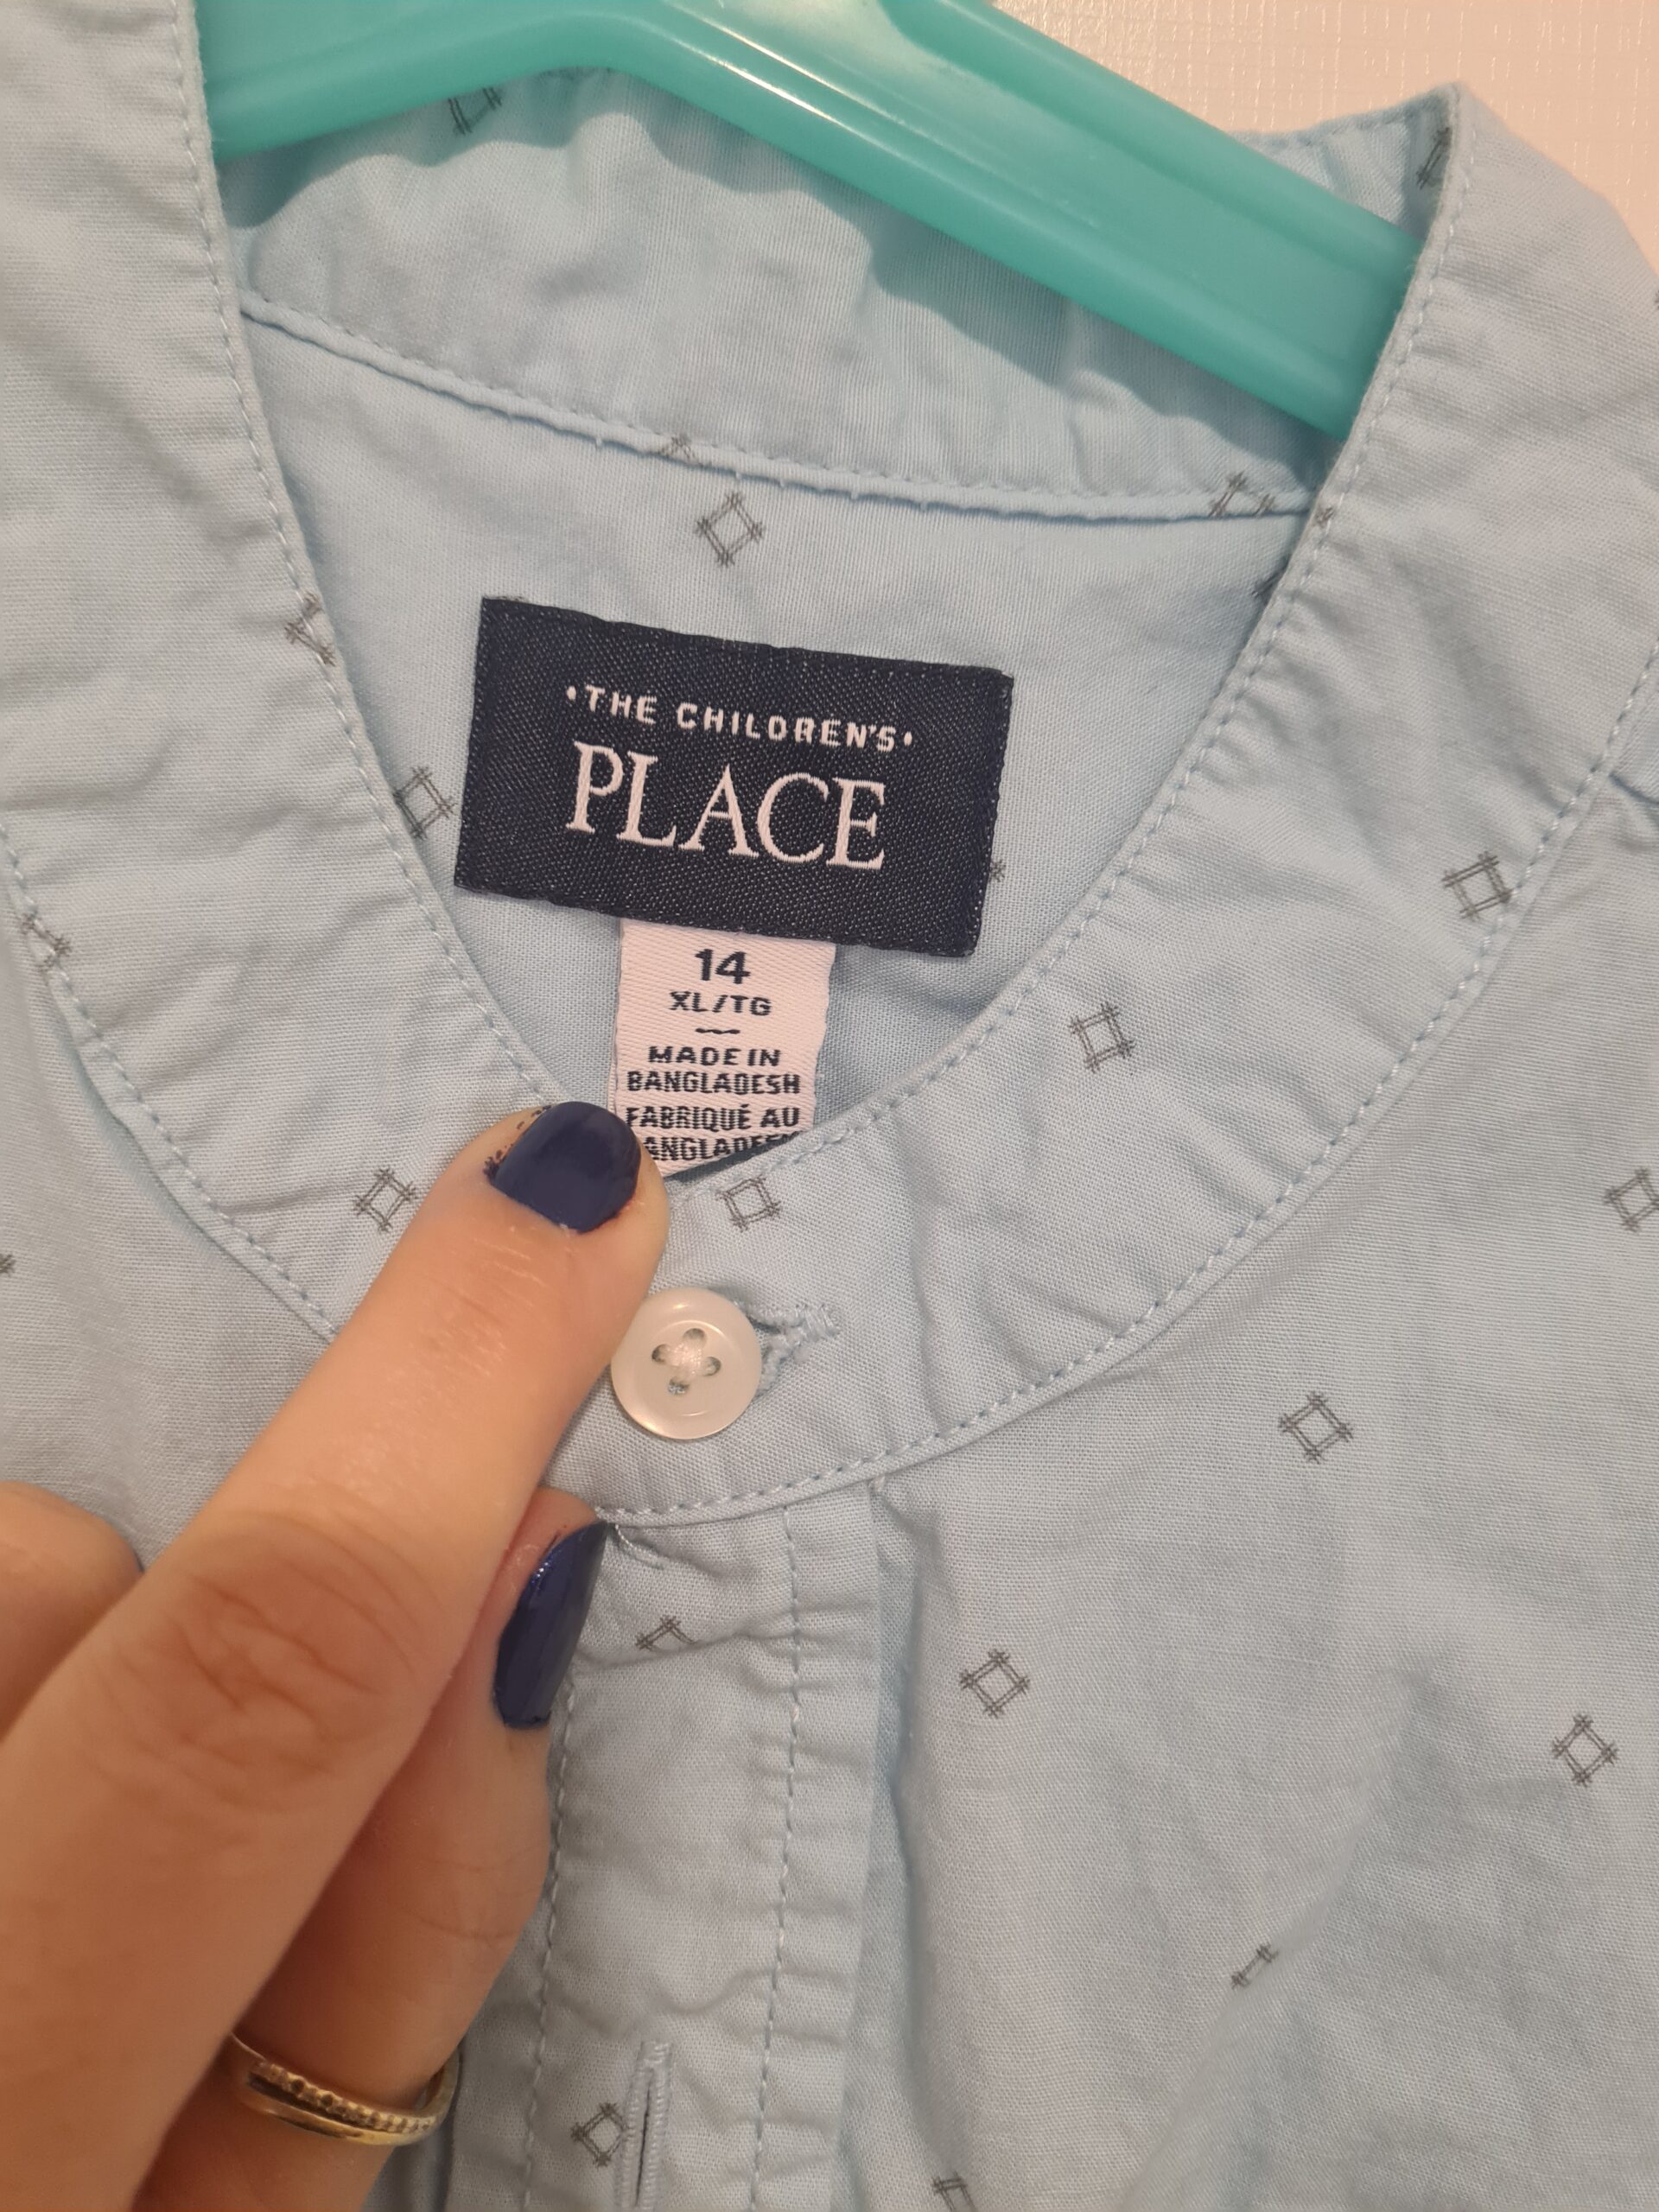 •THE CHILDREN'S•
PLACE
14
XL/TG
MADE IN
BANGLADESH
FABRIQUÉ AU